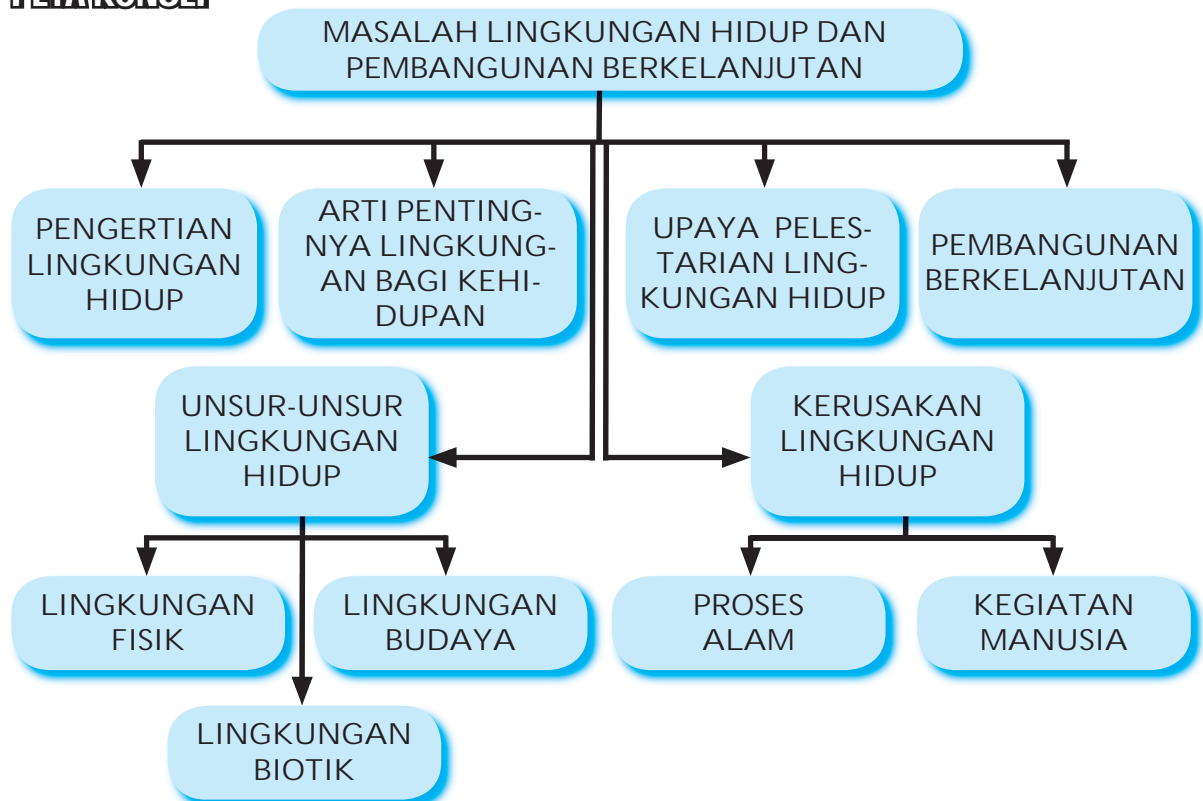 PETA KONSEP
MASALAH LINGKUNGAN HIDUP DAN
PEMBANGUNAN BERKELANJUTAN
PENGERTIAN
LINGKUNGAN
HIDUP
ARTI PENTING-
NYA LINGKUNG-
AN BAGI KEHI-
DUPAN
UPAYA PELES-
TARIAN LING-
KUNGAN HIDUP
PEMBANGUNAN
BERKELANJUTAN
UNSUR-UNSUR
LINGKUNGAN
HIDUP
KERUSAKAN
LINGKUNGAN
HIDUP
LINGKUNGAN
FISIK
LINGKUNGAN
BUDAYA
PROSES
ALAM
KEGIATAN
MANUSIA
LINGKUNGAN
BIOTIK